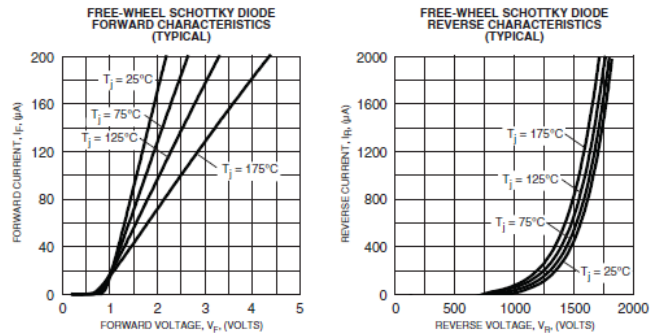 FREE-WHEEL SCHOTTKY DIODE
FORWARD CHARACTERISTICS
(TYPICAL)
FORWARD CURRENT, IF, (µA)
200
160
120
80
40
0
Tj = 25°C
Tj = 75°C
Tj = 125°C
Tj = 175°C
0 1 2 3 4 5
FORWARD VOLTAGE, VF, (VOLTS)
FREE-WHEEL SCHOTTKY DIODE
REVERSE CHARACTERISTICS
(TYPICAL)
REVERSE CURRENT, IR, (µA)
2000
1600
1200
800
400
0
Tj = 175°C
Tj = 125°C
Tj = 75°C
Tj = 25°C
0 500 1000 1500 2000
REVERSE VOLTAGE, VR, (VOLTS)